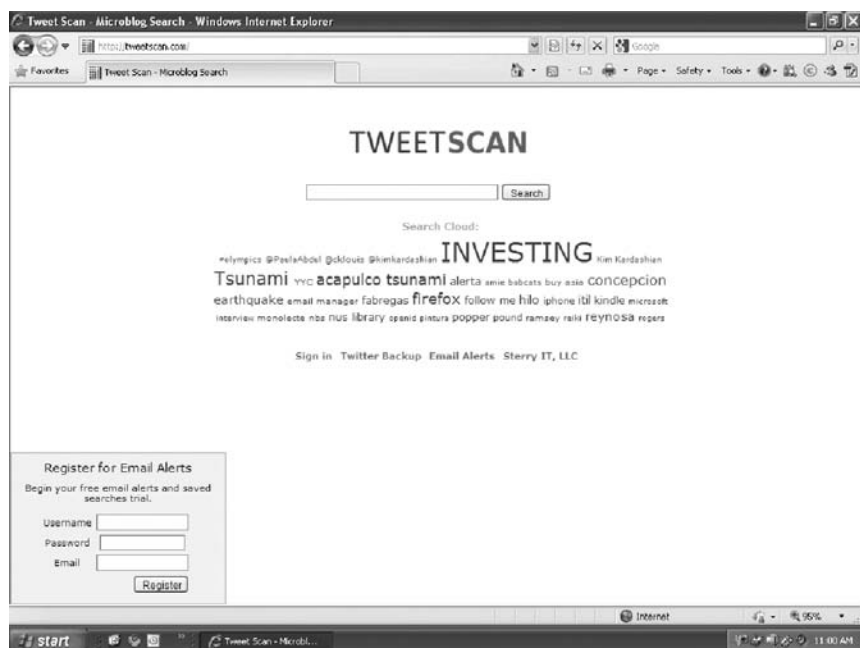 Tweet Scan - Microblog Search - Windows Internet Explorer
http://tweetscan.com/
Google
Favorites Tweet Scan - Microblog Search
Page Safety Tools
TWEETSCAN
Search
Search Cloud:
#olympics @PaulaAbdul @cklouis @kimkardashian INVESTING Kim Kardashian
Tsunami YYC acapulco tsunami alerta amie bobcats buy asia concepcion
earthquake email manager fabregas firefox follow me hilo iphone itil kindle microsoft
interview monolecte nbs nus library openid pintura popper pound ramsey reiki reynosa rogers
Sign in Twitter Backup Email Alerts Sterry IT, LLC
Register for Email Alerts
Begin your free email alerts and saved
searches trial.
Username
Password
Email
Register
Internet
95%
start
Tweet Scan - Microbl...
11:00 AM